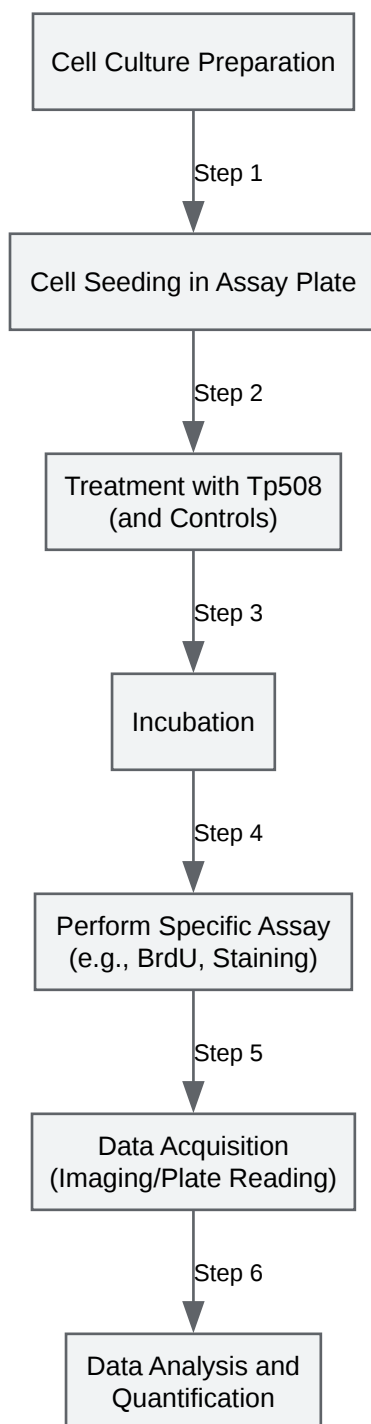 Cell Culture Preparation
Step 1
Cell Seeding in Assay Plate
Step 2
Treatment with Tp508
(and Controls)
Step 3
Incubation
Step 4
Perform Specific Assay
(e.g., BrdU, Staining)
Step 5
Data Acquisition
(Imaging/Plate Reading)
Step 6
Data Analysis and
Quantification